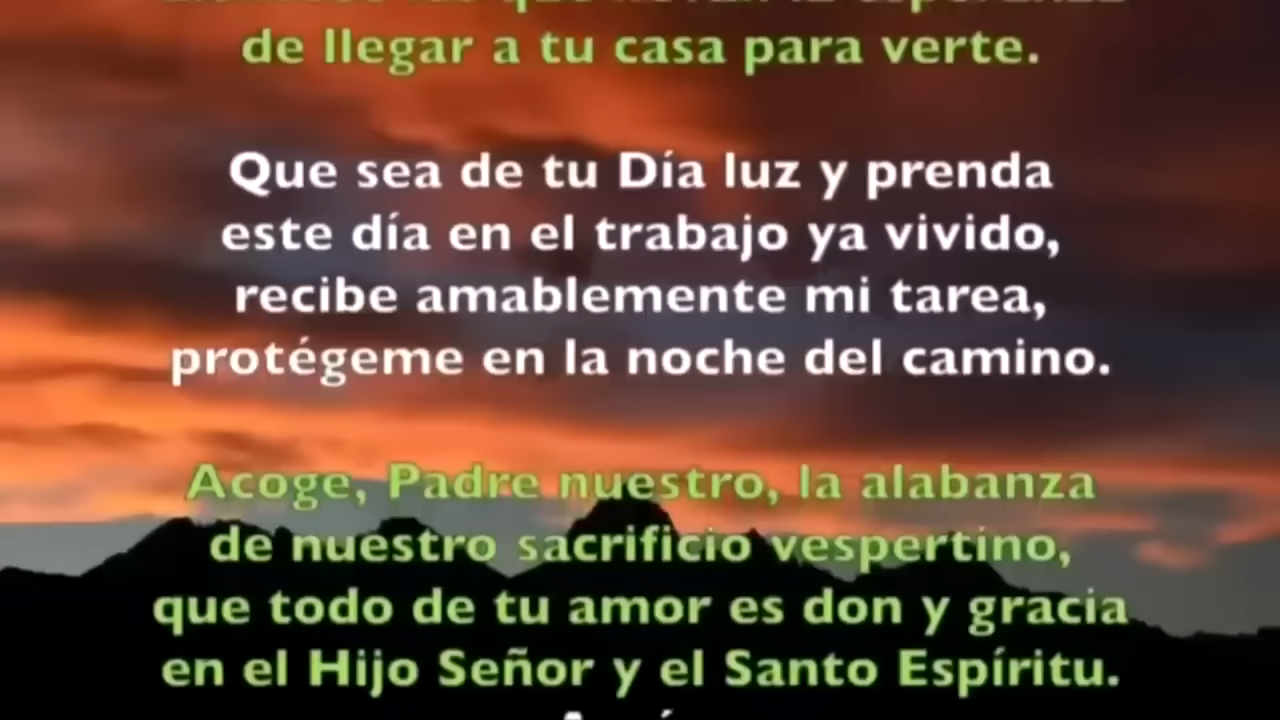 de llegar a tu casa para verte.
Que sea de tu Día luz y prenda
este día en el trabajo ya vivido,
recibe amablemente mi tarea,
protégeme en la noche del camino.
Acoge, Padre nuestro, la alabanza
de nuestro sacrificio vespertino,
que todo de tu amor es don y gracia
en el Hijo Señor y el Santo Espíritu.